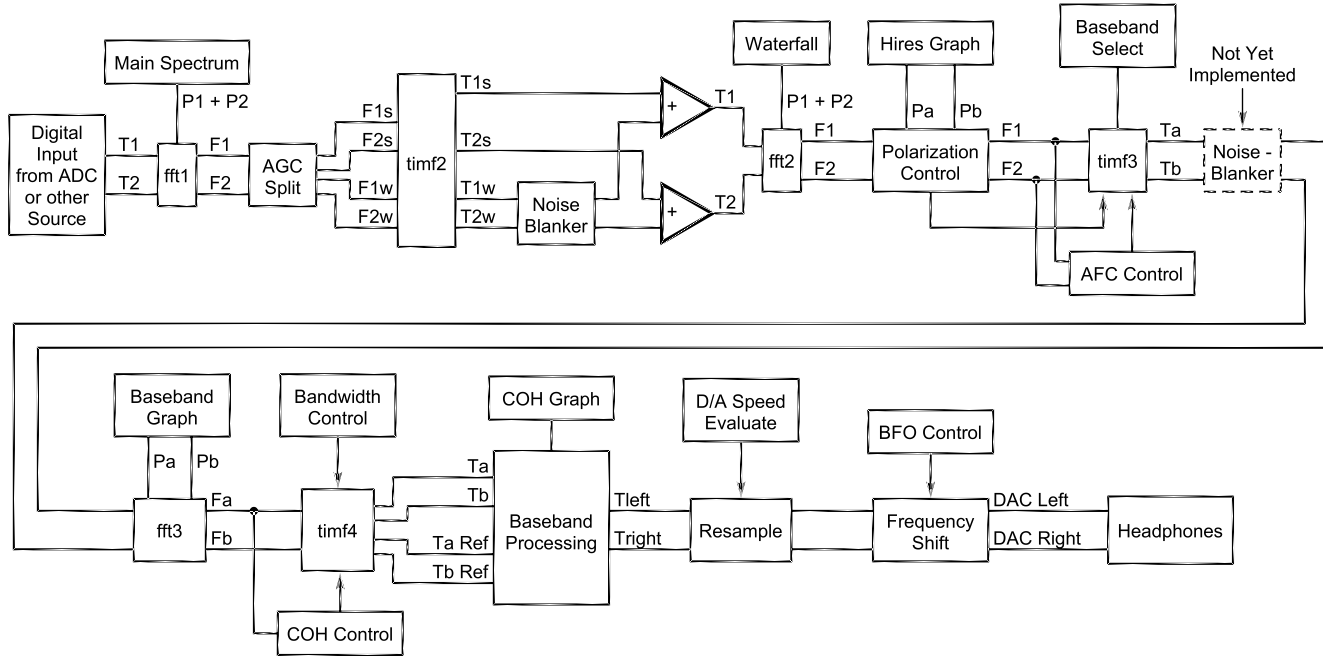 Main Spectrum
P1 + P2
Digital
Input
from ADC
or other
Source
T1
T2
fft1
F1
F2
AGC
Split
F1s
F2s
F1w
F2w
timf2
T1s
T2s
T1w
T2w
Noise
Blanker
+
+
T1
T2
Waterfall
P1 + P2
fft2
F1
F2
Hires Graph
Pa
Pb
Polarization
Control
F1
F2
Baseband
Select
timf3
AFC Control
Ta
Tb
Not Yet
Implemented
Noise -
Blanker
Baseband
Graph
Pa
Pb
fft3
Fa
Fb
Bandwidth
Control
timf4
COH Control
Ta
Tb
Ta Ref
Tb Ref
COH Graph
Baseband
Processing
Tleft
Tright
D/A Speed
Evaluate
Resample
BFO Control
Frequency
Shift
DAC Left
DAC Right
Headphones